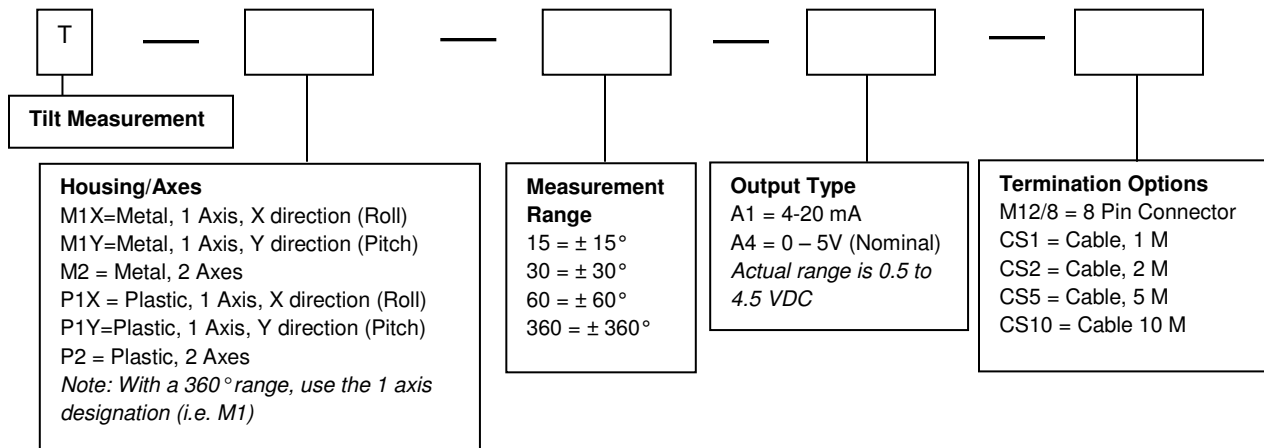 T
Tilt Measurement
Housing/Axes
M1X=Metal, 1 Axis, X direction (Roll)
M1Y=Metal, 1 Axis, Y direction (Pitch)
M2 = Metal, 2 Axes
P1X = Plastic, 1 Axis, X direction (Roll)
P1Y=Plastic, 1 Axis, Y direction (Pitch)
P2 = Plastic, 2 Axes
Note: With a 360° range, use the 1 axis
designation (i.e. M1)
Measurement
Range
15 = ± 15°
30 = ± 30°
60 = ± 60°
360 = ± 360°
Output Type
A1 = 4-20 mA
A4 = 0 – 5V (Nominal)
Actual range is 0.5 to
4.5 VDC
Termination Options
M12/8 = 8 Pin Connector
CS1 = Cable, 1 M
CS2 = Cable, 2 M
CS5 = Cable, 5 M
CS10 = Cable 10 M